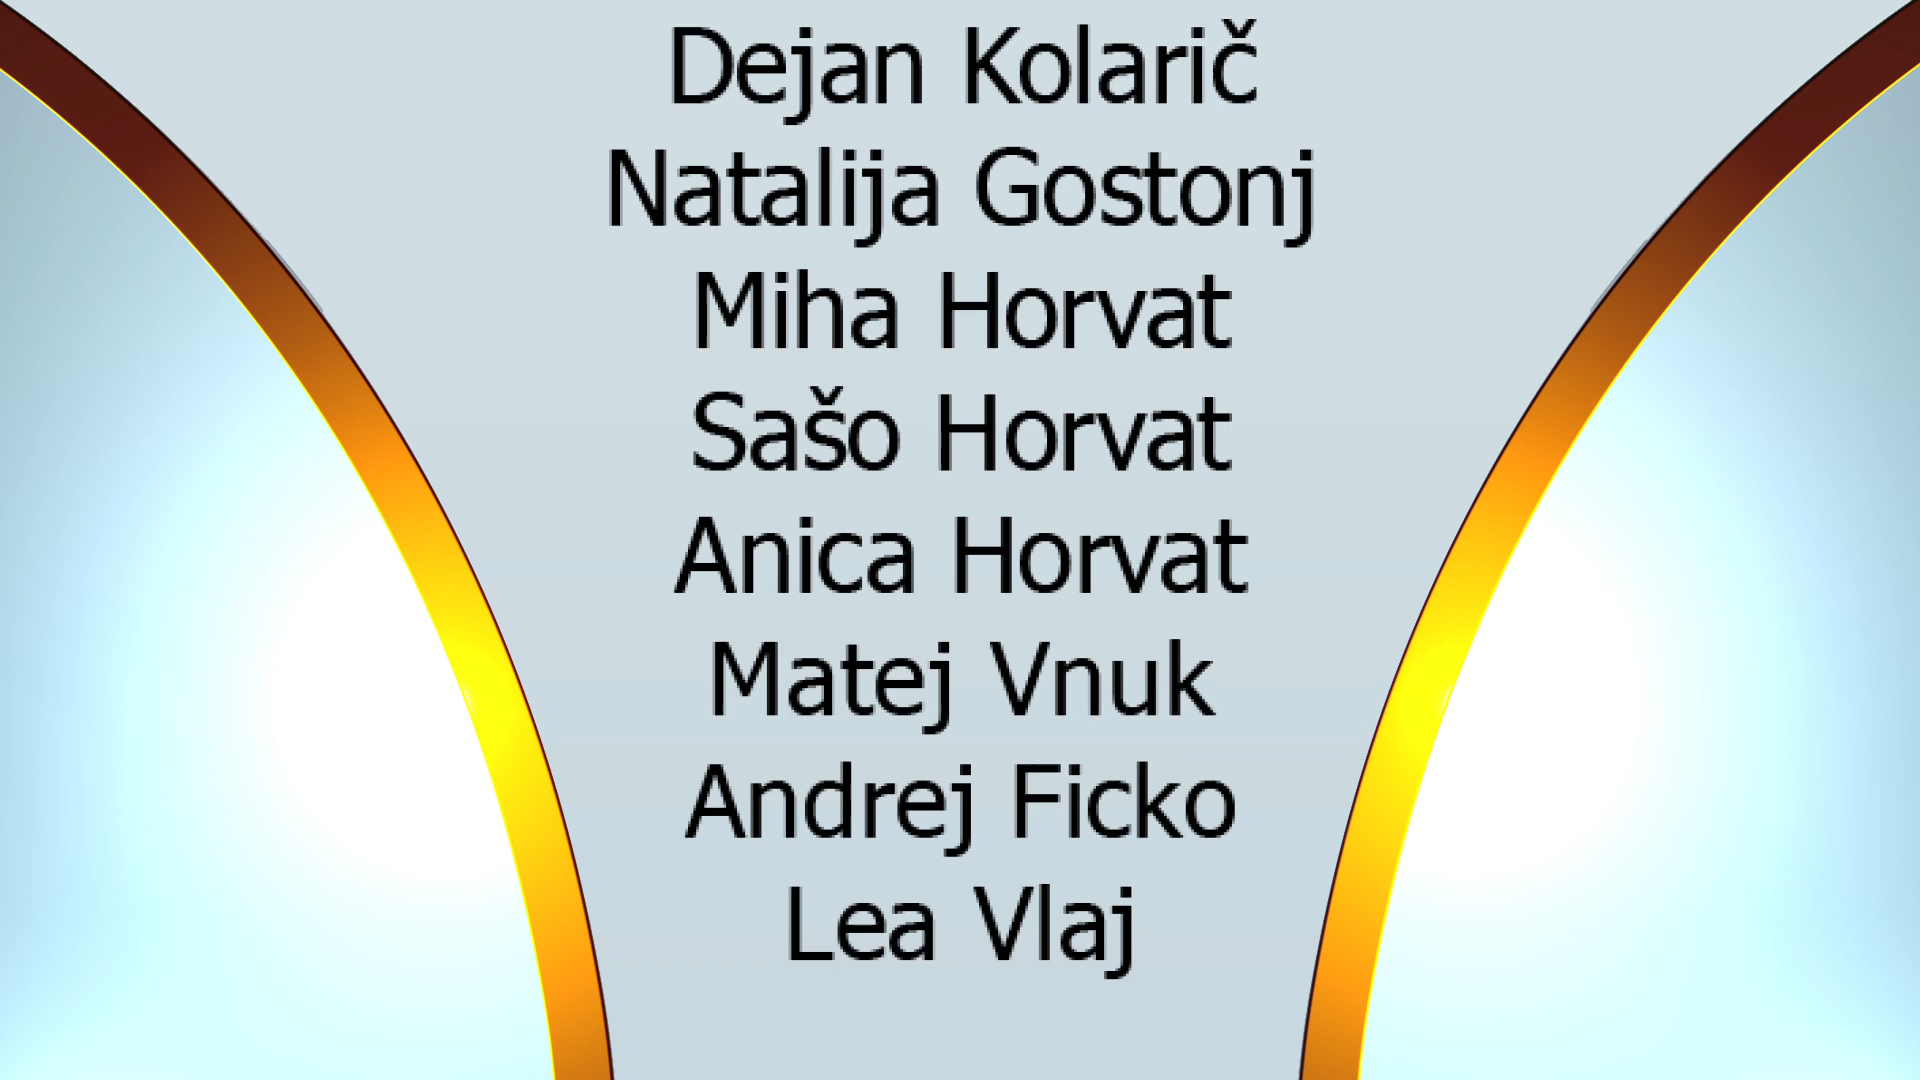 Dejan Kolarič
Natalija Gostonj
Miha Horvat
Sašo Horvat
Anica Horvat
Matej Vnuk
Andrej Ficko
Lea Vlaj